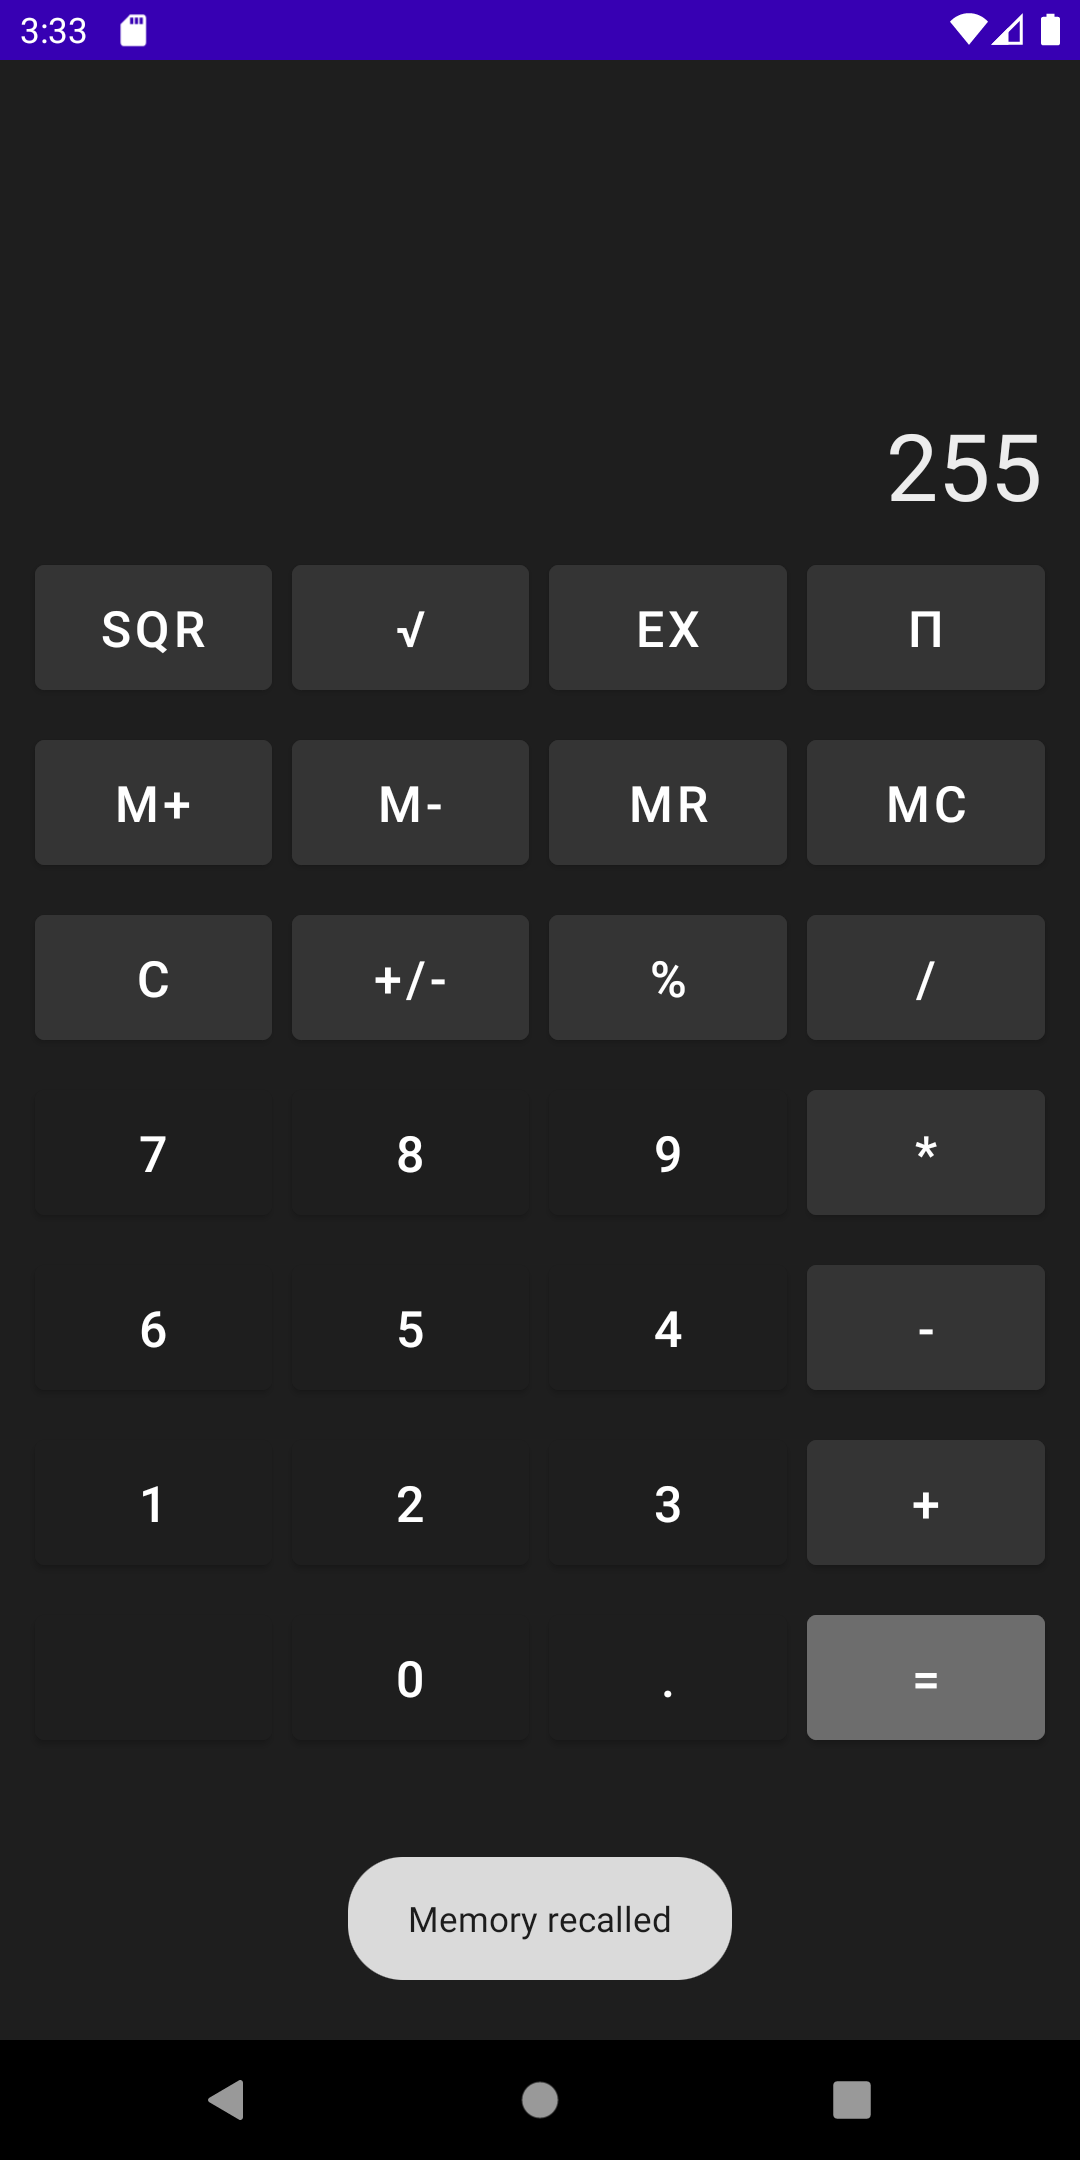 3:33
255
SQR √ EX П
M+ M- MR MC
C +/- % /
7 8 9 *
6 5 4 -
1 2 3 +
0 . =
Memory recalled